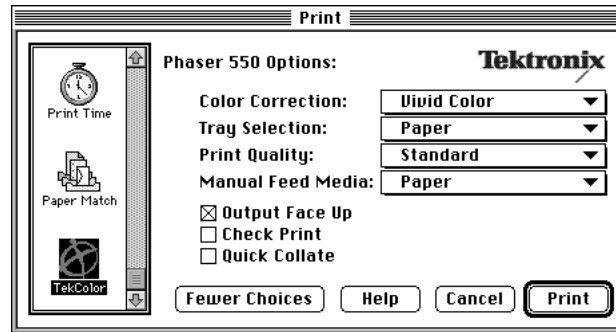 Print
Print Time
Paper Match
TekColor
Phaser 550 Options:
Tektronix
Color Correction: Vivid Color
Tray Selection: Paper
Print Quality: Standard
Manual Feed Media: Paper
Output Face Up
Check Print
Quick Collate
Fewer Choices Help Cancel Print